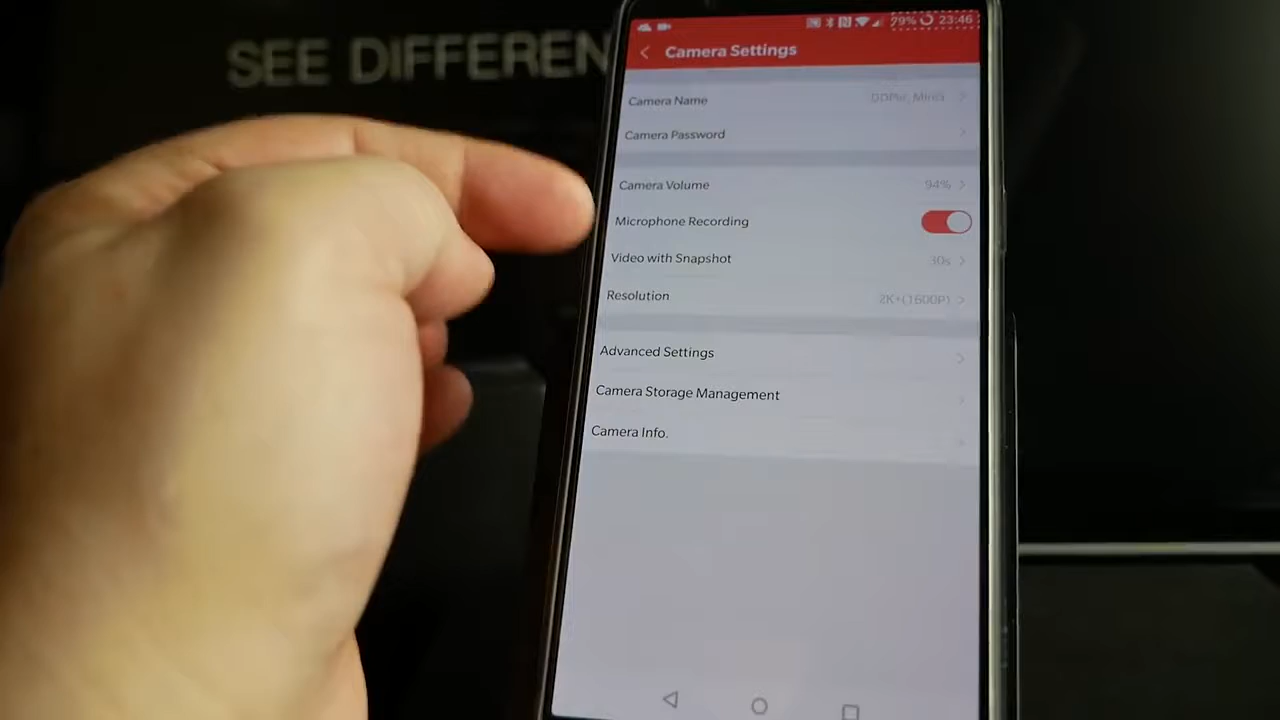 SEE DIFFEREN
79% 23:46
Camera Settings
Camera Name
Camera Password
Camera Volume 94%
Microphone Recording
Video with Snapshot 30s
Resolution 2K+(1600P)
Advanced Settings
Camera Storage Management
Camera Info.